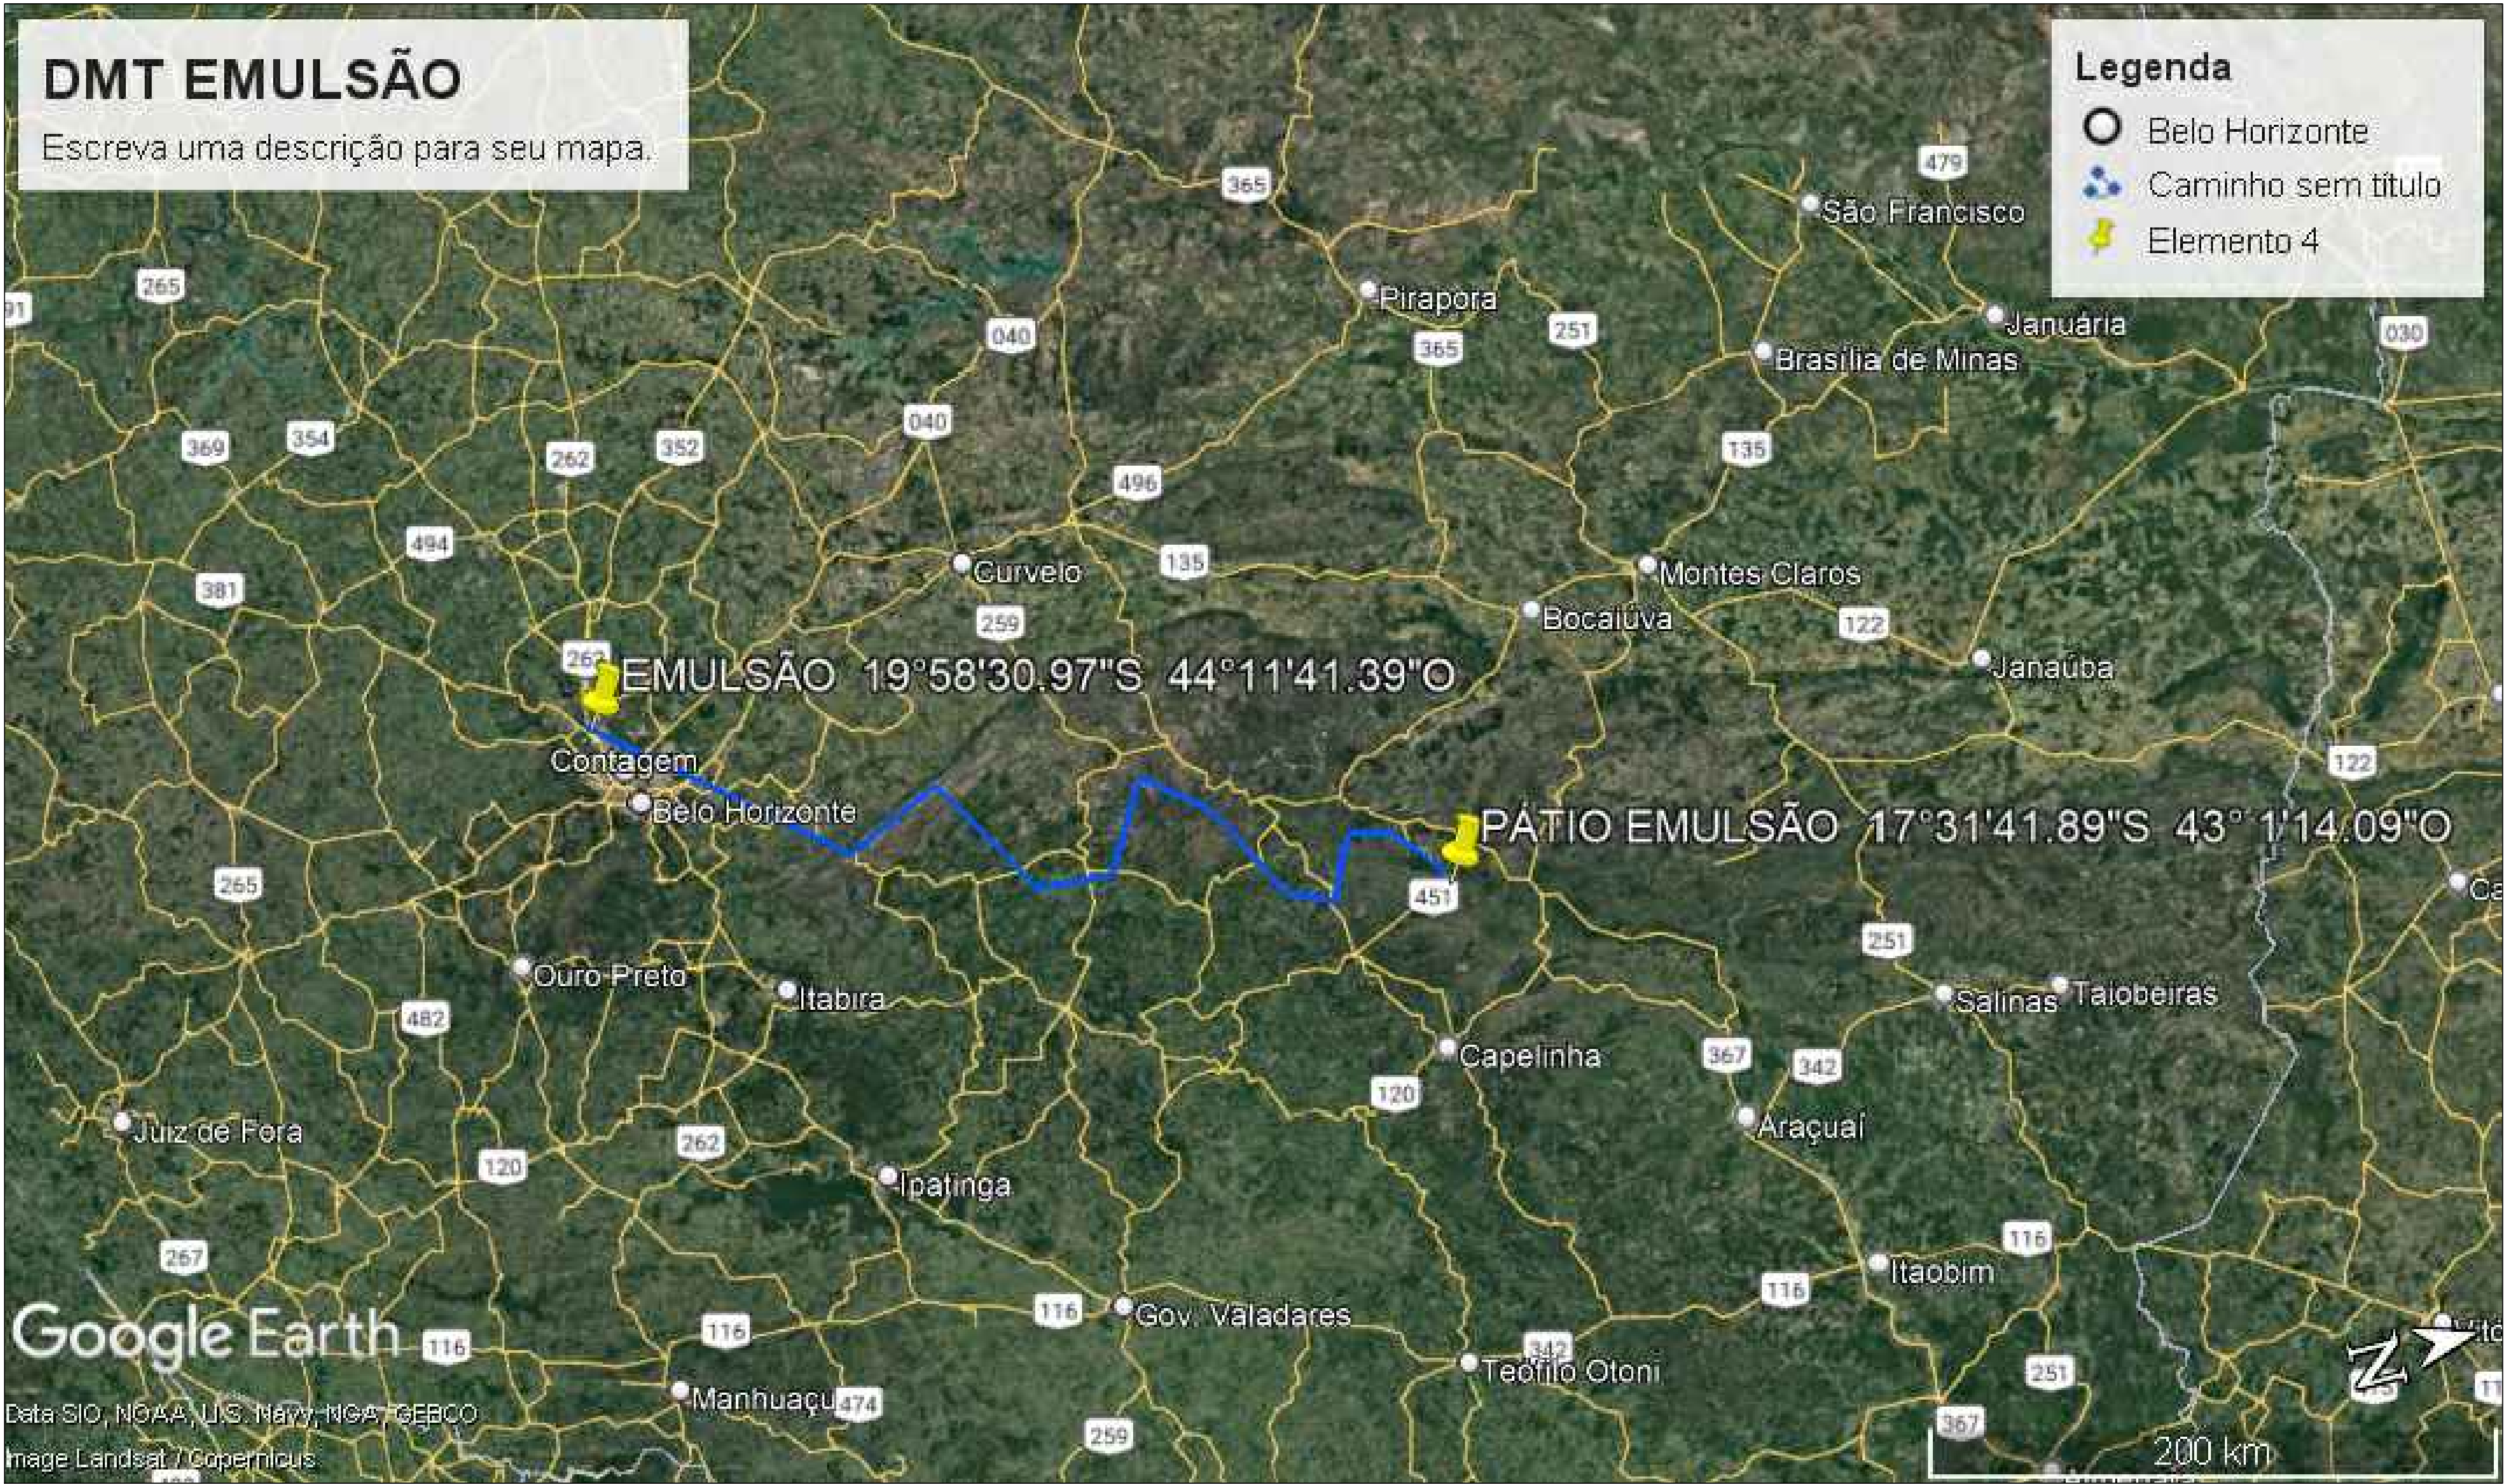 DMT EMULSÃO
Escreva uma descrição para seu mapa.
Legenda
Belo Horizonte
Caminho sem título
Elemento 4
479
365
São Francisco
265
Pirapora
91
040
251
Januária
030
365
Brasília de Minas
040
369
354
262
352
135
496
494
Curvelo
135
Montes Claros
381
259
Bocaiúva
122
262
EMULSÃO 19°58'30.97"S 44°11'41.39"O
Janaúba
Contagem
122
Belo Horizonte
PÁTIO EMULSÃO 17°31'41.89"S 43° 1'14.09"O
265
451
Ca
251
Ouro Preto
Itabira
Salinas
Taiobeiras
482
Capelinha
367
342
120
Juiz de Fora
262
Araçuaí
120
Ipatinga
267
116
Itaobim
116
116
Gov. Valadares
Google Earth
116
116
342
Teófilo Otoni
251
Manhuaçu
474
N
Data SIO, NOAA, U.S. Navy, NGA, GEBCO
259
367
200 km
Image Landsat / Copernicus